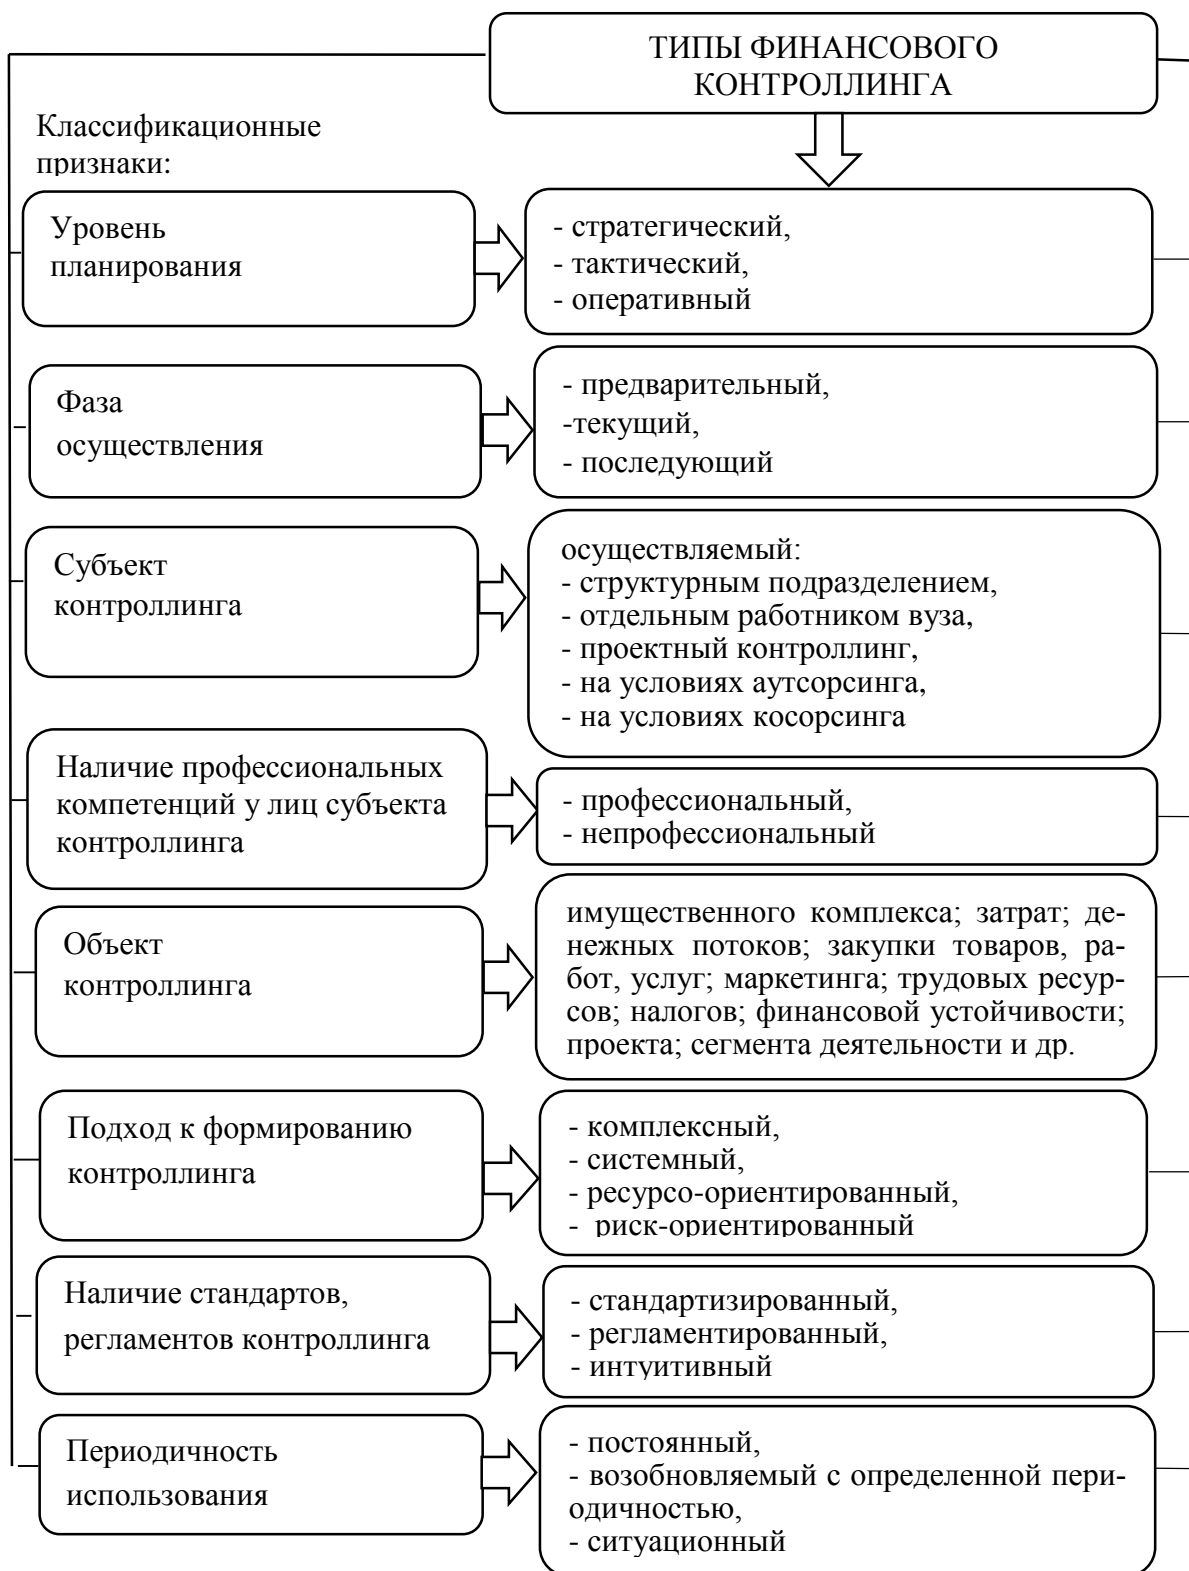 ТИПЫ ФИНАНСОВОГО
КОНТРОЛЛИНГА
Классификационные
признаки:
Уровень
планирования
- стратегический,
- тактический,
- оперативный
Фаза
осуществления
- предварительный,
-текущий,
- последующий
Субъект
контроллинга
осуществляемый:
- структурным подразделением,
- отдельным работником вуза,
- проектный контроллинг,
- на условиях аутсорсинга,
- на условиях косорсинга
Наличие профессиональных
компетенций у лиц субъекта
контроллинга
- профессиональный,
- непрофессиональный
Объект
контроллинга
имущественного комплекса; затрат; де-
нежных потоков; закупки товаров, ра-
бот, услуг; маркетинга; трудовых ресур-
сов; налогов; финансовой устойчивости;
проекта; сегмента деятельности и др.
Подход к формированию
контроллинга
- комплексный,
- системный,
- ресурсо-ориентированный,
- риск-ориентированный
Наличие стандартов,
регламентов контроллинга
- стандартизированный,
- регламентированный,
- интуитивный
Периодичность
использования
- постоянный,
- возобновляемый с определенной пери-
одичностью,
- ситуационный